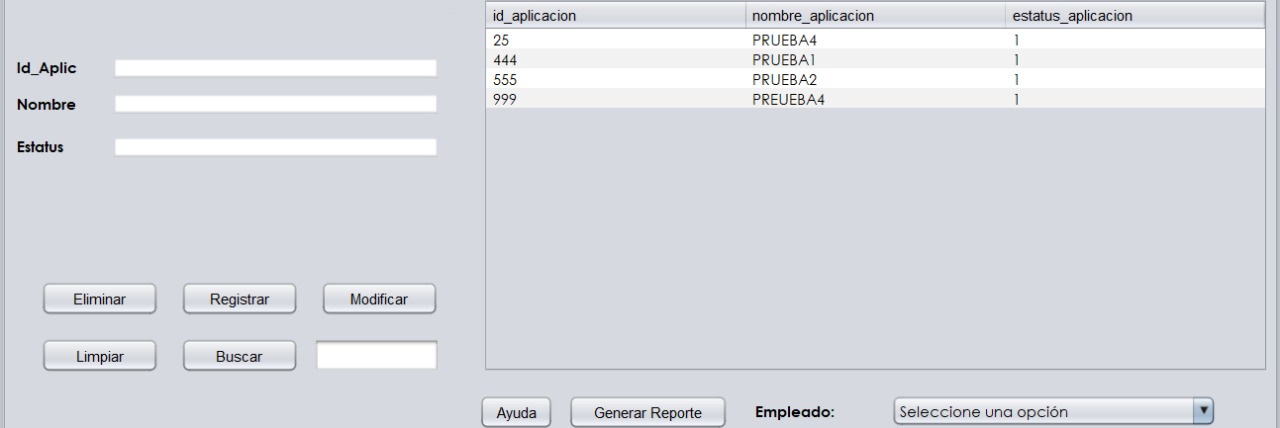 id_aplicacion nombre_aplicacion estatus_aplicacion
25 PRUEBA4 1
444 PRUEBA1 1
555 PRUEBA2 1
999 PREUEBA4 1
Id_Aplic
Nombre
Estatus
Eliminar Registrar Modificar
Limpiar Buscar
Ayuda Generar Reporte Empleado: Seleccione una opción